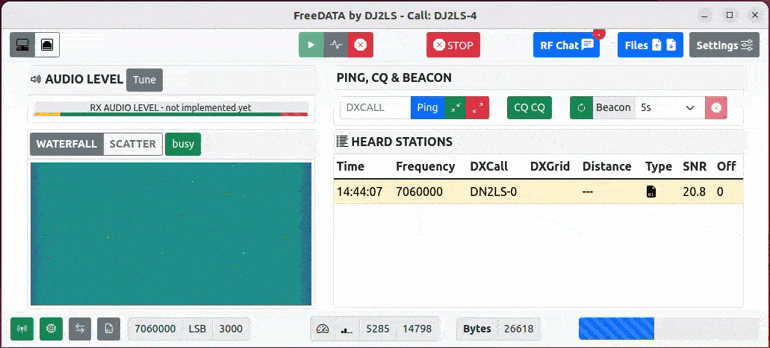 FreeDATA by DJ2LS - Call: DJ2LS-4
STOP RF Chat Files Settings
AUDIO LEVEL Tune
RX AUDIO LEVEL - not implemented yet
PING, CQ & BEACON
DXCALL Ping CQ CQ Beacon 5s
WATERFALL SCATTER busy
HEARD STATIONS
Time Frequency DXCall DXGrid Distance Type SNR Off
14:44:07 7060000 DN2LS-0 --- 20.8 0
7060000 LSB 3000 5285 14798 Bytes 26618